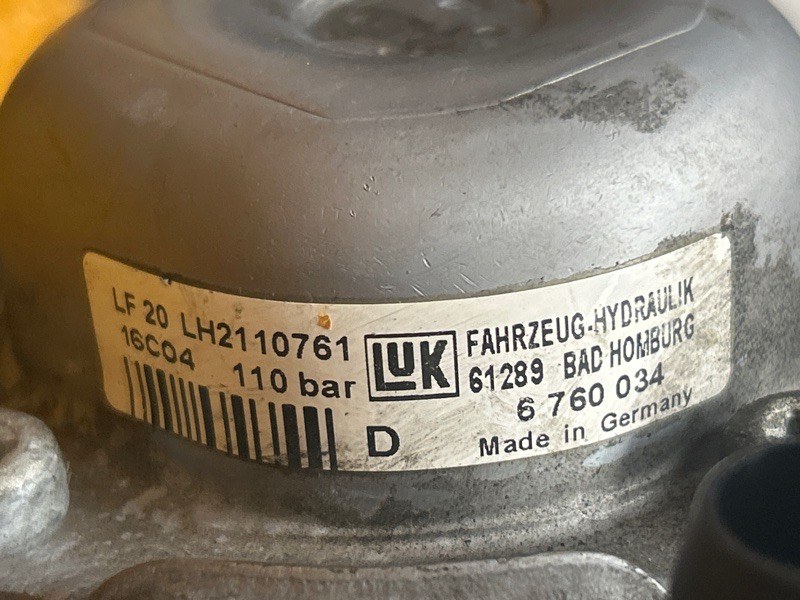 LF 20 LH2110761
16C04 110 bar
LuK
FAHRZEUG-HYDRAULIK
61289 BAD HOMBURG
6 760 034
D
Made in Germany